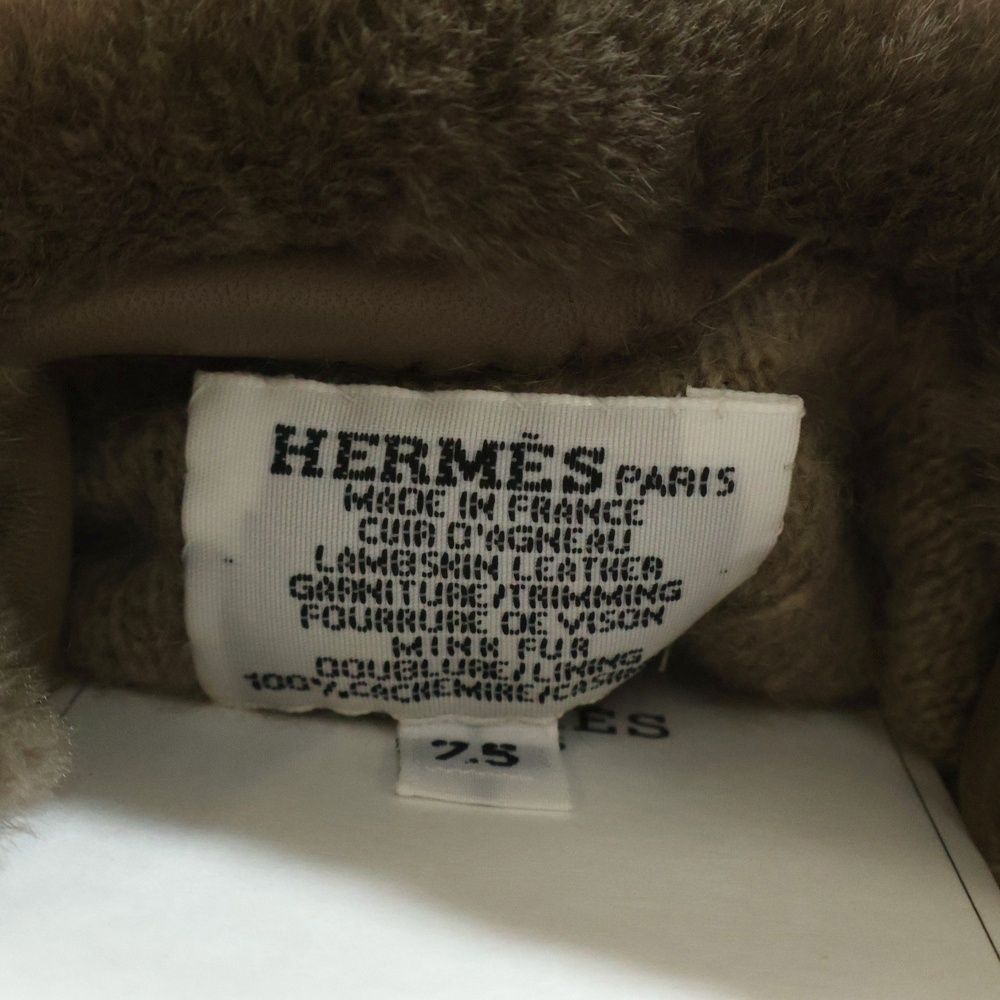 HERMÈS PARIS
MADE IN FRANCE
CUIR D'AGNEAU
LAMBSKIN LEATHER
GARNITURE/TRIMMING
FOURRURE DE VISON
MINK FUR
DOUBLURE/LINING
100% CACHEMIRE/CASH
7.5
ES